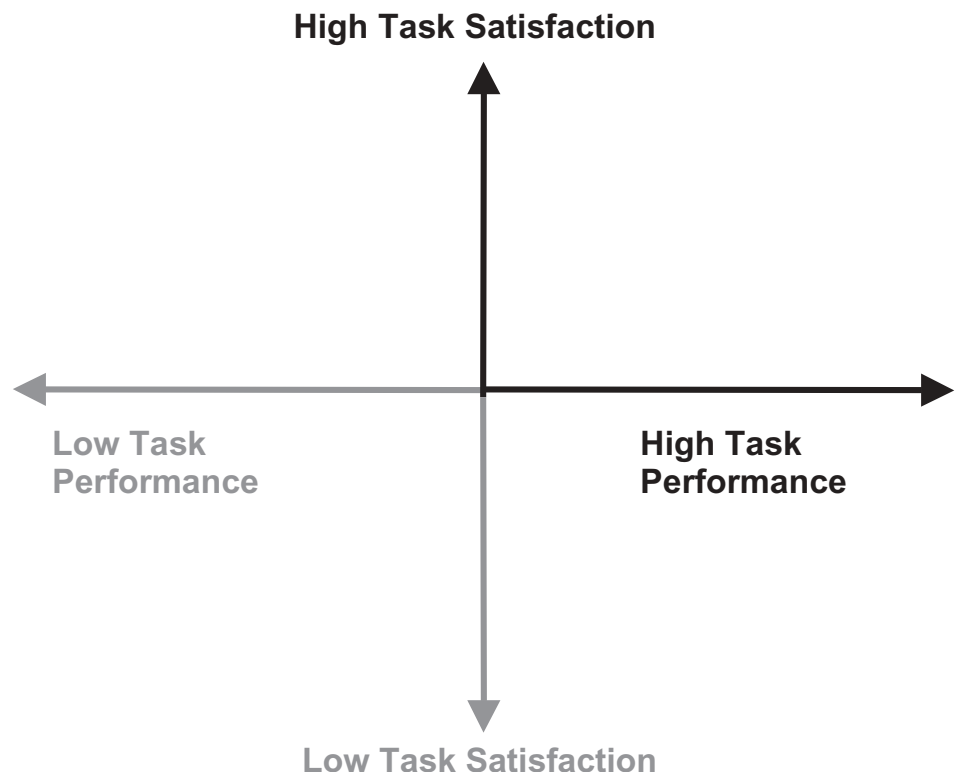 High Task Satisfaction
Low Task
Performance
High Task
Performance
Low Task Satisfaction